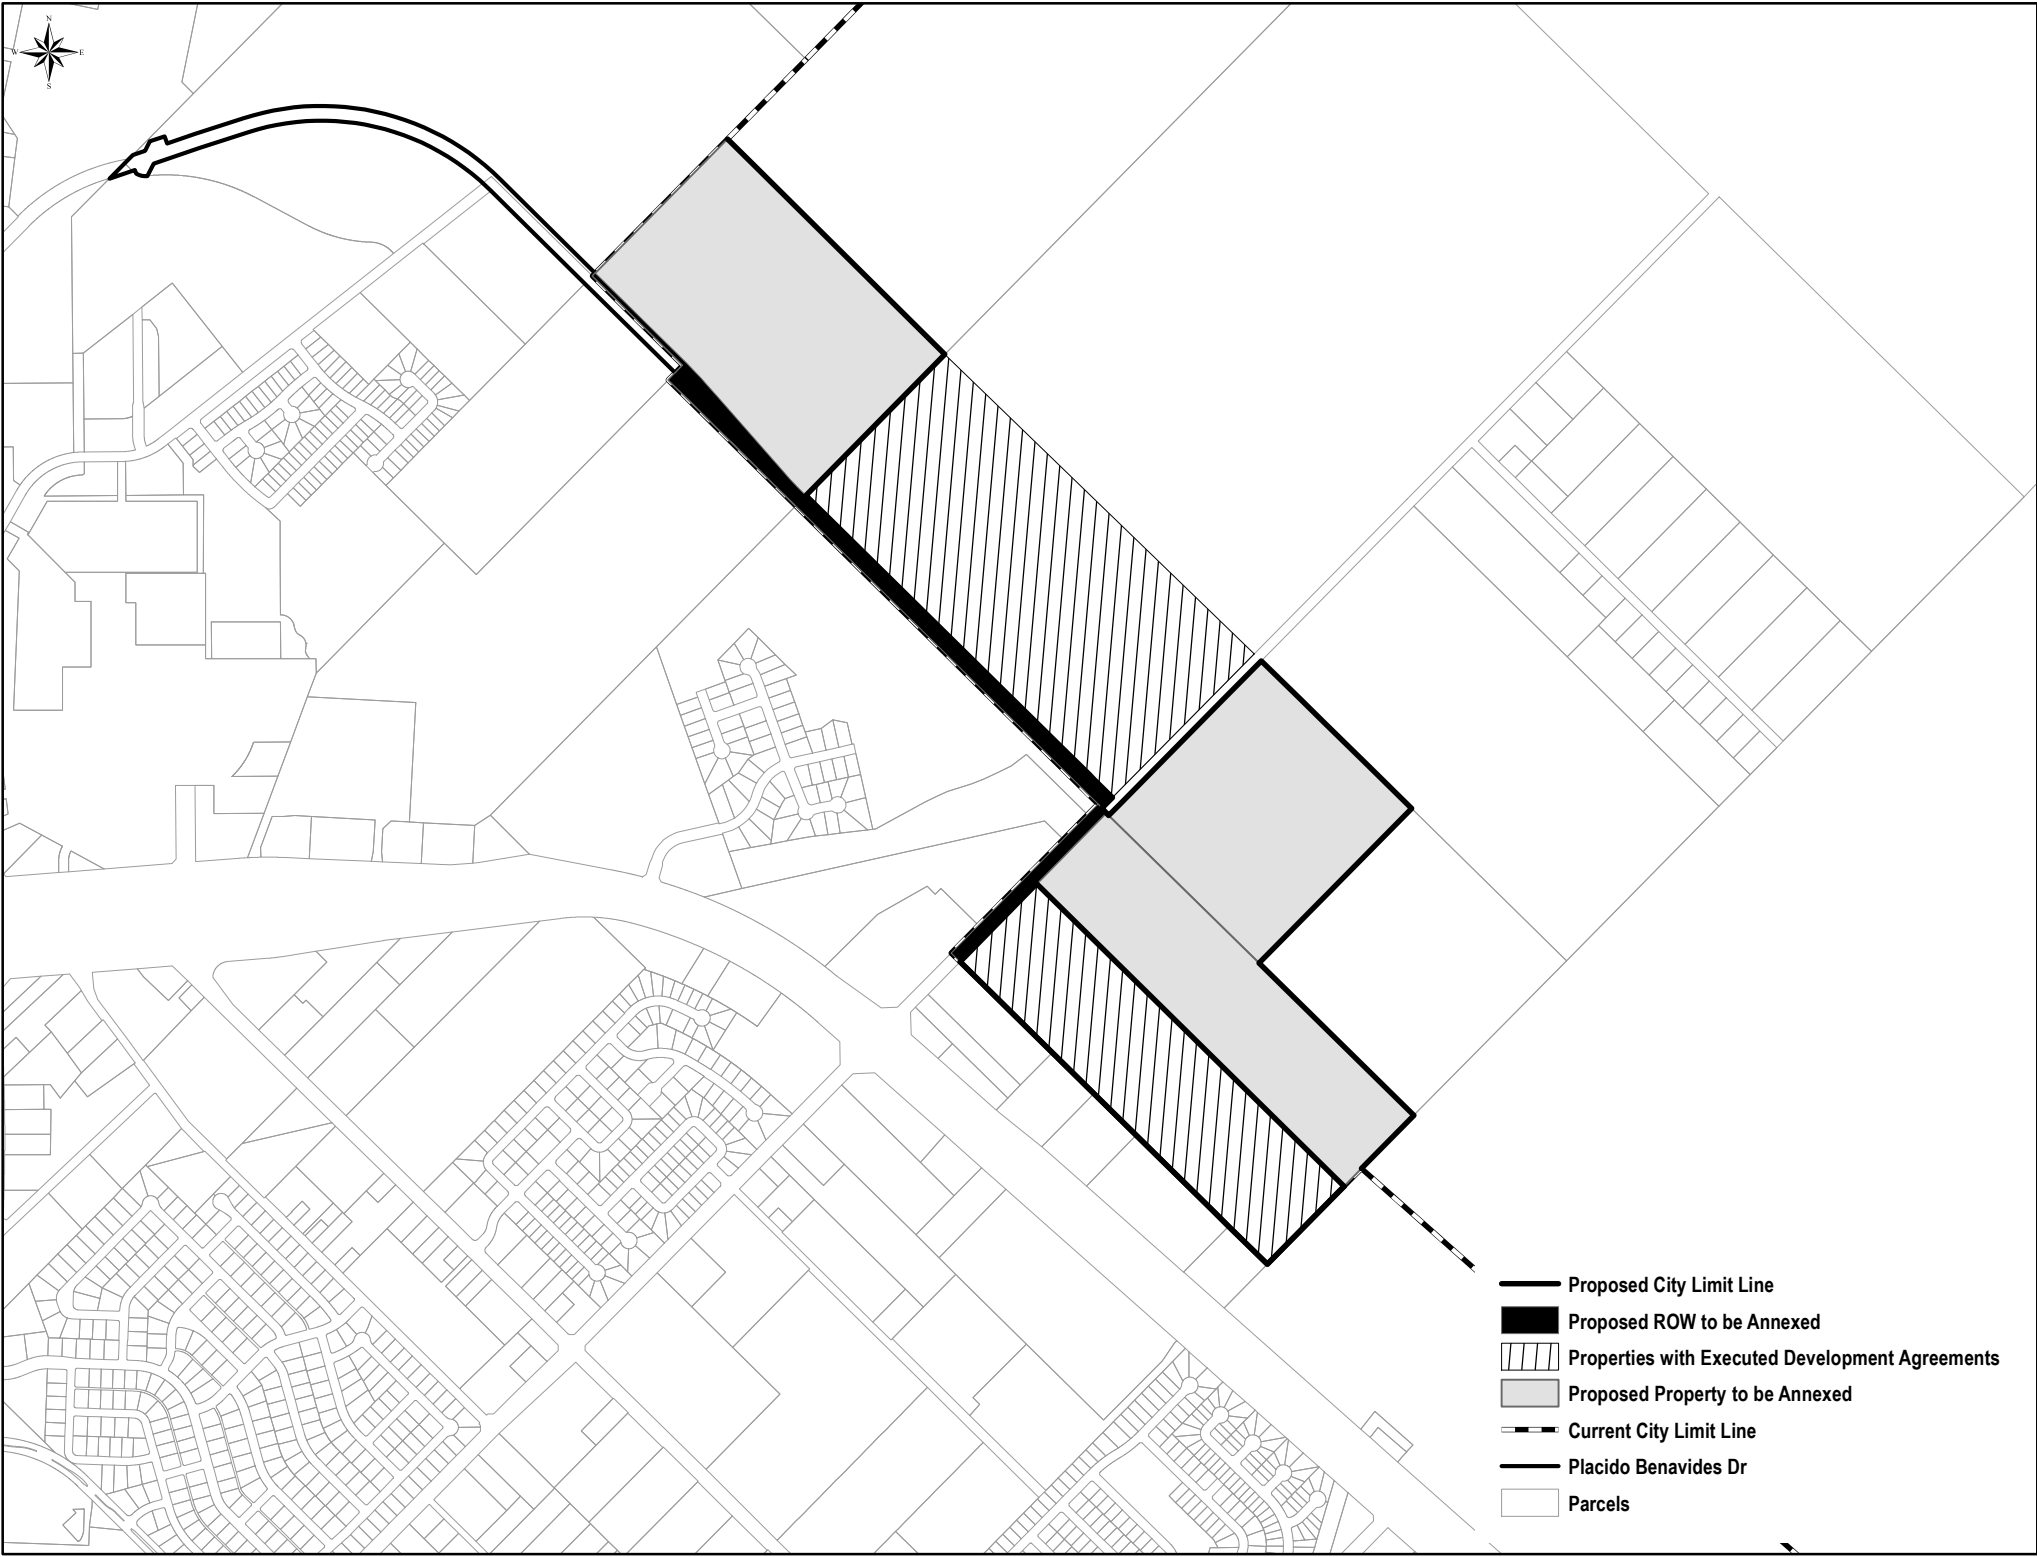 N
W E
S
Proposed City Limit Line
Proposed ROW to be Annexed
Properties with Executed Development Agreements
Proposed Property to be Annexed
Current City Limit Line
Placido Benavides Dr
Parcels